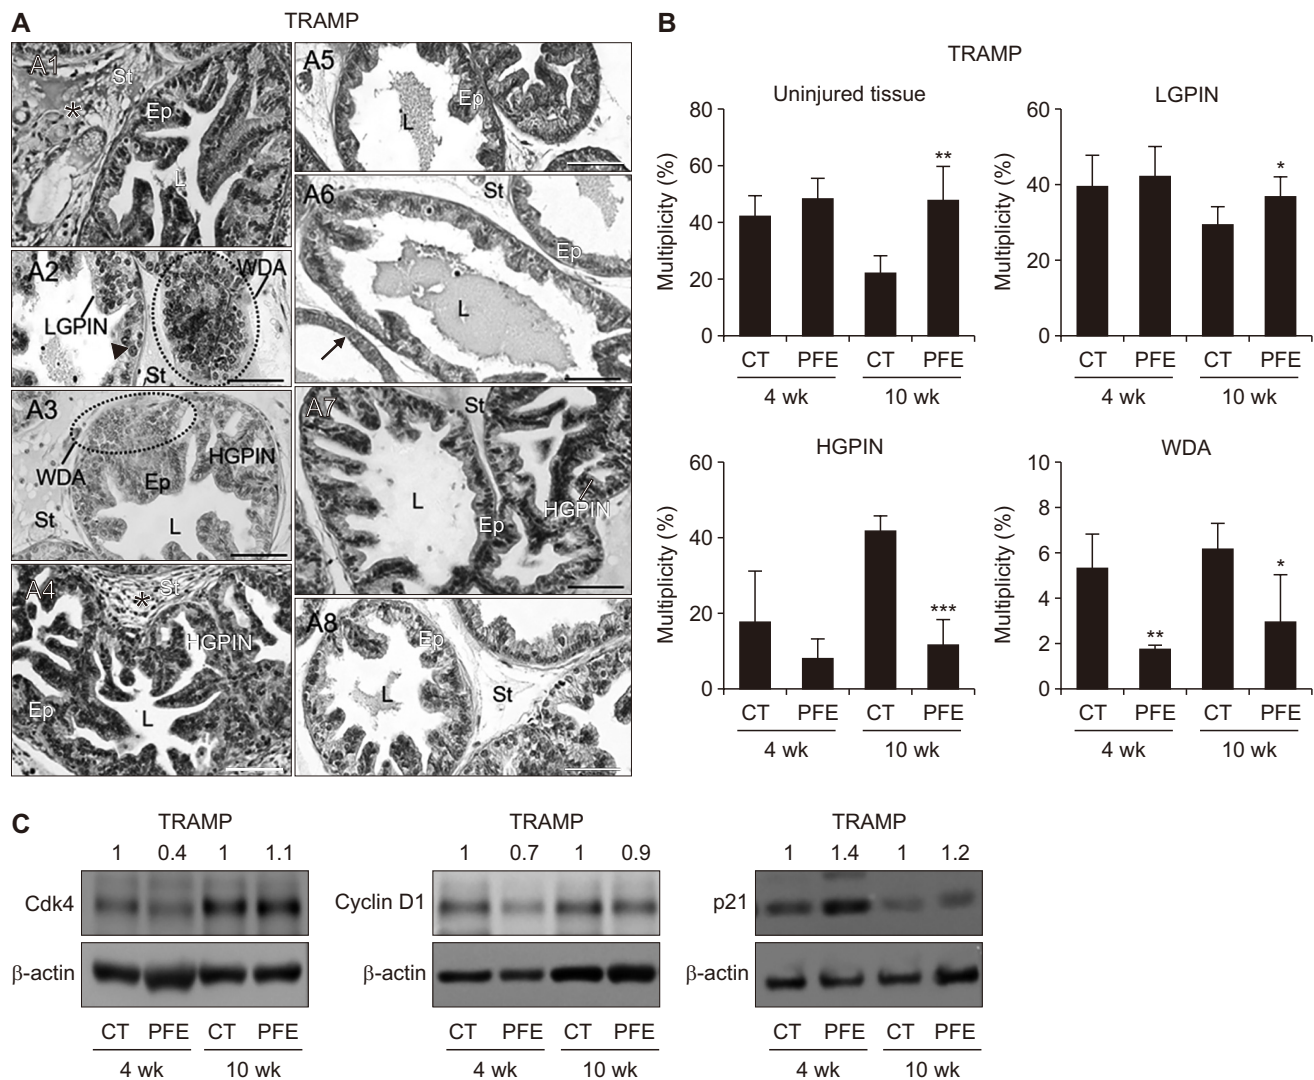 A
TRAMP
A1
St
*
Ep
L
A2
WDA
LGPIN
St
A3
WDA
HGPIN
Ep
St
L
A4
St
*
HGPIN
Ep
L
A5
Ep
L
A6
St
Ep
L
A7
St
L
HGPIN
Ep
A8
Ep
L
St
B
TRAMP
Uninjured tissue
Multiplicity (%)
80
60
40
20
0
**
CT PFE CT PFE
4 wk 10 wk
LGPIN
Multiplicity (%)
60
40
20
0
*
CT PFE CT PFE
4 wk 10 wk
HGPIN
Multiplicity (%)
60
40
20
0
***
CT PFE CT PFE
4 wk 10 wk
WDA
Multiplicity (%)
10
8
6
4
2
0
**
*
CT PFE CT PFE
4 wk 10 wk
C
TRAMP
1 0.4 1 1.1
Cdk4
β-actin
CT PFE CT PFE
4 wk 10 wk
TRAMP
1 0.7 1 0.9
Cyclin D1
β-actin
CT PFE CT PFE
4 wk 10 wk
TRAMP
1 1.4 1 1.2
p21
β-actin
CT PFE CT PFE
4 wk 10 wk